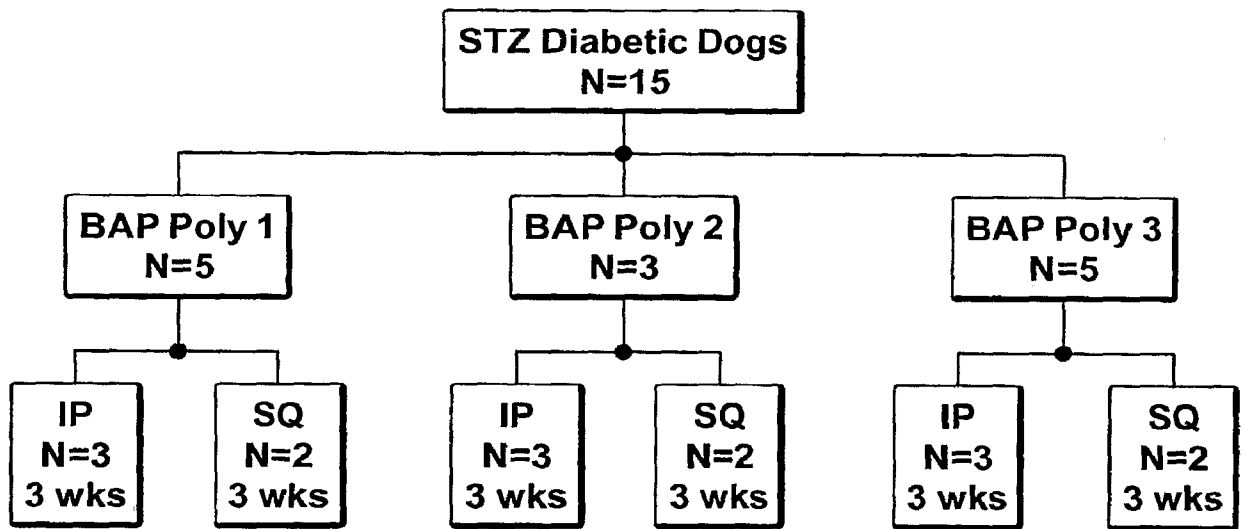 STZ Diabetic Dogs
N=15
BAP Poly 1
N=5
BAP Poly 2
N=3
BAP Poly 3
N=5
IP
N=3
3 wks
SQ
N=2
3 wks
IP
N=3
3 wks
SQ
N=2
3 wks
IP
N=3
3 wks
SQ
N=2
3 wks